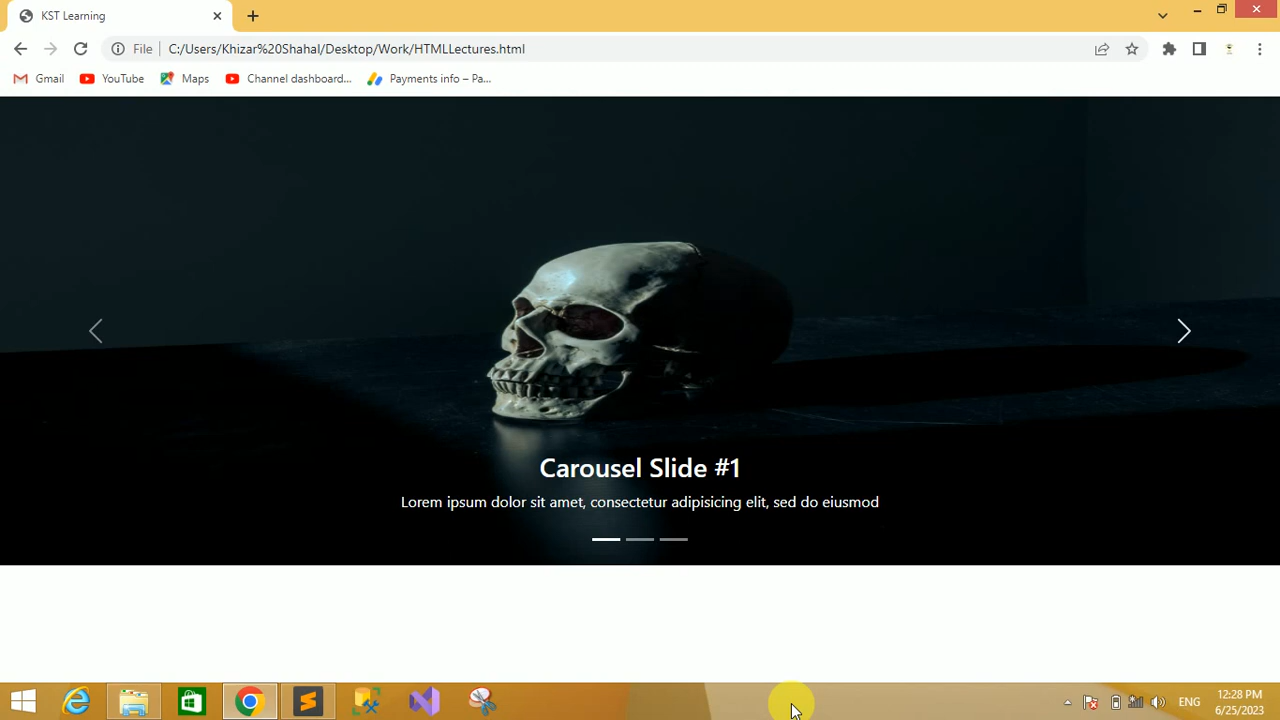 KST Learning
File
C:/Users/Khizar%20Shahal/Desktop/Work/HTMLLectures.html
Gmail
YouTube
Maps
Channel dashboard...
Payments info – Pa...
Carousel Slide #1
Lorem ipsum dolor sit amet, consectetur adipisicing elit, sed do eiusmod
ENG
12:28 PM
6/25/2023